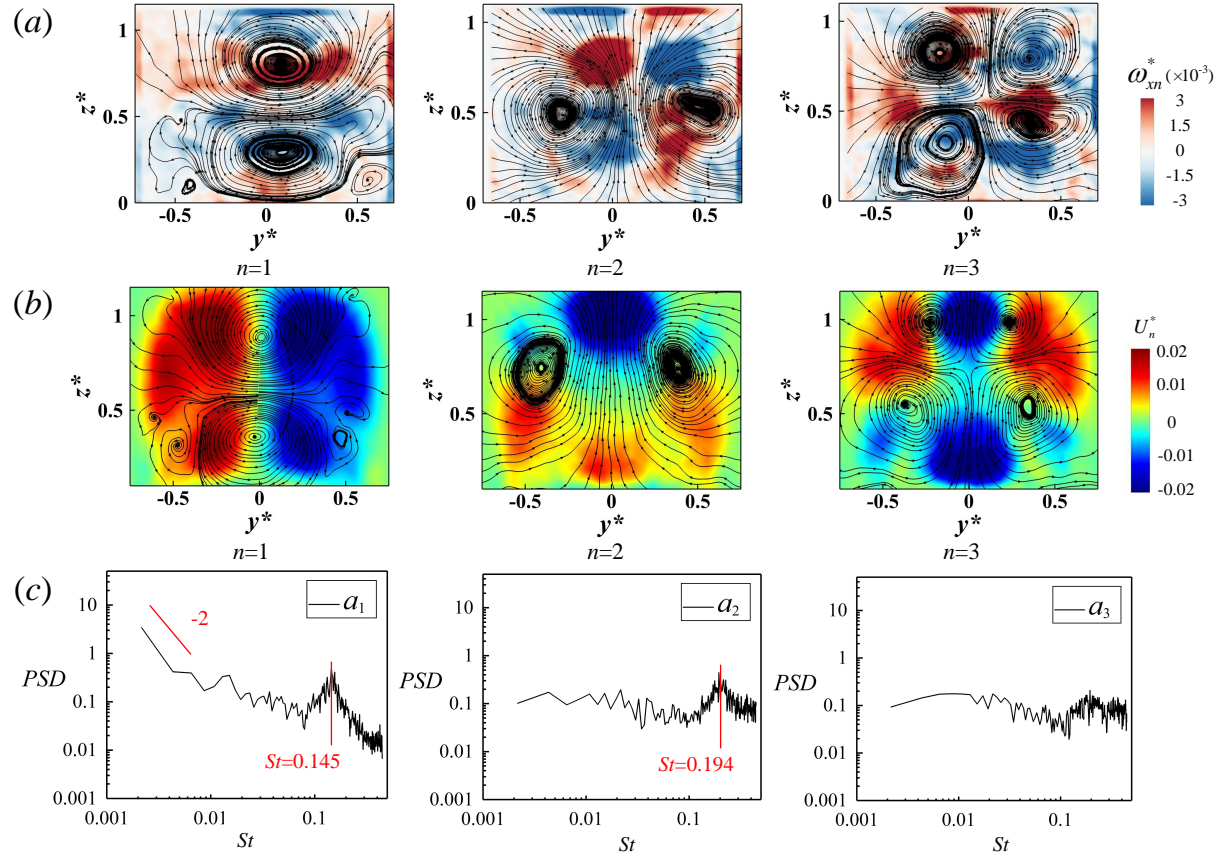 (a)
1
0.5
0
z*
-0.5
0
0.5
y*
n=1
1
0.5
0
z*
-0.5
0
0.5
y*
n=2
1
0.5
0
z*
-0.5
0
0.5
y*
n=3
ω*xn (×10-3)
3
1.5
0
-1.5
-3
(b)
1
0.5
z*
-0.5
0
0.5
y*
n=1
1
0.5
z*
-0.5
0
0.5
y*
n=2
1
0.5
z*
-0.5
0
0.5
y*
n=3
U*n
0.02
0.01
0
-0.01
-0.02
(c)
10
1
0.1
0.01
0.001
PSD
-2
a1
St=0.145
0.001
0.01
0.1
St
10
1
0.1
0.01
0.001
PSD
a2
St=0.194
0.001
0.01
0.1
St
10
1
0.1
0.01
0.001
PSD
a3
0.001
0.01
0.1
St